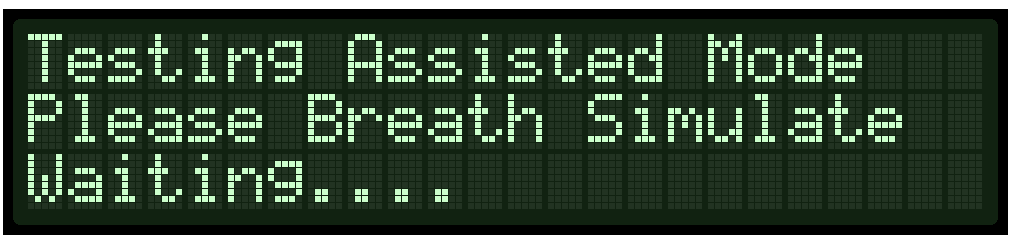 Testing Assisted Mode
Please Breath Simulate
Waiting....